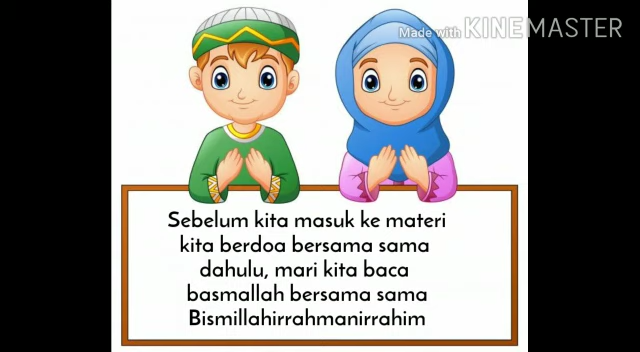 Made with KINEMASTER
Sebelum kita masuk ke materi
kita berdoa bersama sama
dahulu, mari kita baca
basmallah bersama sama
Bismillahirrahmanirrahim